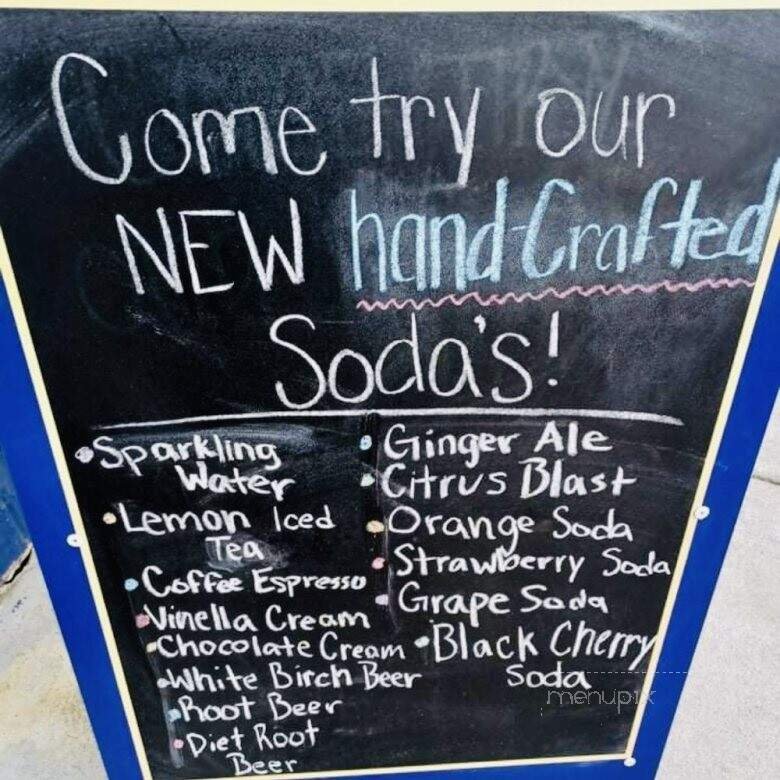 Come try our
NEW hand-Crafted
Soda's!
•Sparkling
Water
•Lemon Iced
Tea
•Coffee Espresso
•Vinella Cream
•Chocolate Cream
•White Birch Beer
•Root Beer
•Diet Root
Beer
•Ginger Ale
•Citrus Blast
•Orange Soda
•Strawberry Soda
•Grape Soda
•Black Cherry
Soda
menupix